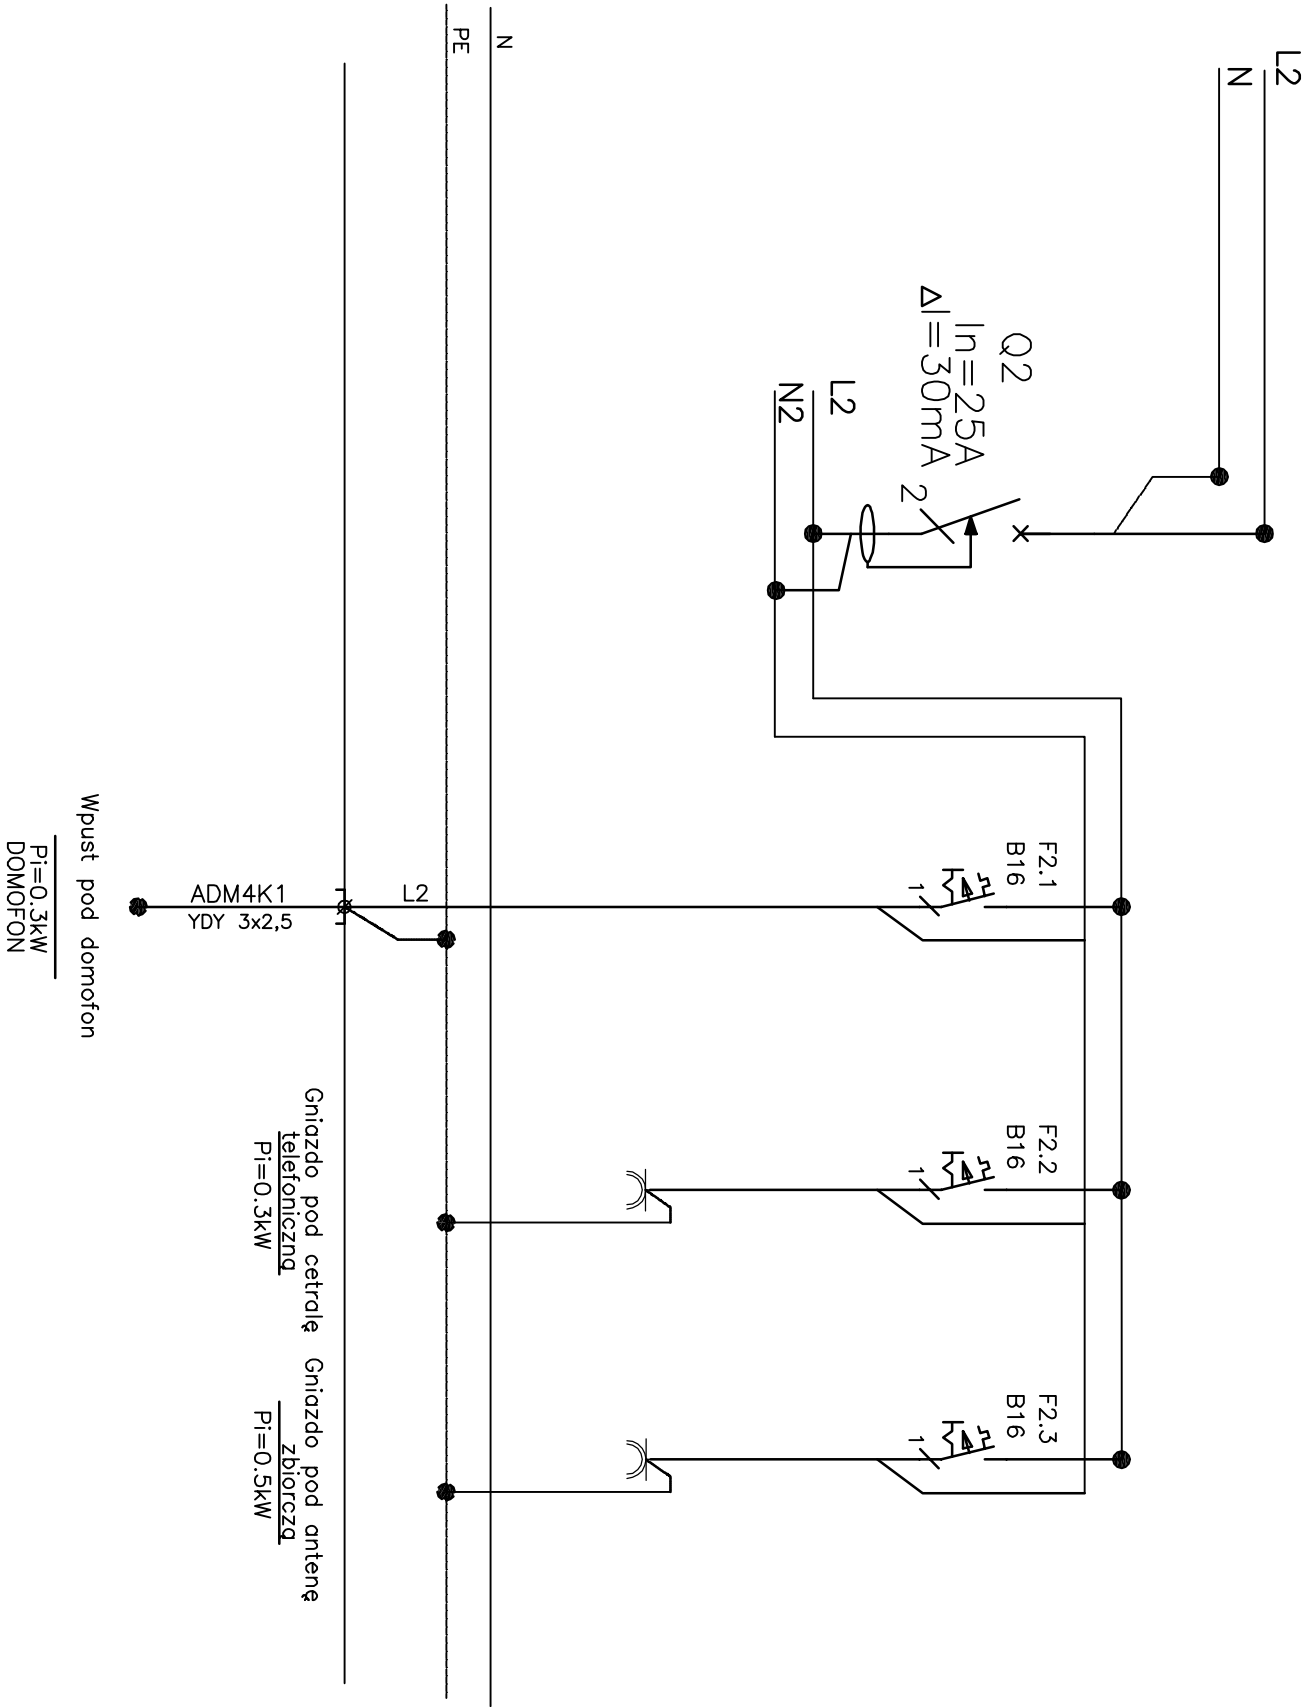 L2
N
Q2
In=25A
ΔI=30mA
2
L2
N2
F2.1
B16
1
F2.2
B16
1
F2.3
B16
1
N
PE
L2
ADM4K1
YDY 3x2,5
Wpust pod domofon
Pi=0.3kW
DOMOFON
Gniazdo pod cetralę
telefoniczną
Pi=0.3kW
Gniazdo pod antenę
zbiorczą
Pi=0.5kW